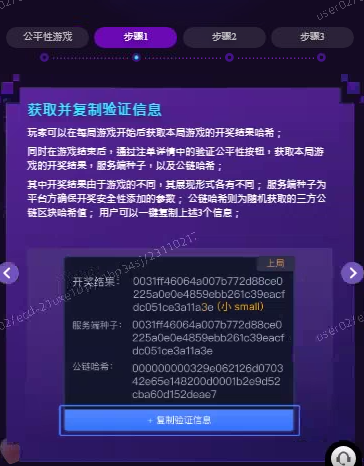 公平性游戏 步骤1 步骤2 步骤3
获取并复制验证信息
玩家可以在每局游戏开始后获取本局游戏的开奖结果哈希；
同时在游戏结束后，通过注单详情中的验证公平性按钮，获取本局游
戏的开奖结果，服务端种子，以及公链哈希；
其中开奖结果由于游戏的不同，其展现形式各有不同； 服务端种子为
平台方确保开奖安全性添加的参数； 公链哈希则为随机获取的三方公
链区块哈希值； 用户可以一键复制上述3个信息；
上局
开奖结果： 0031ff46064a007b772d88ce0
225a0e0e4859ebb261c39eacf
dc051ce3a11a3e (小 small)
服务端种子： 0031ff46064a007b772d88ce0
225a0e0e4859ebb261c39eacf
dc051ce3a11a3e
公链哈希： 000000000329e062126d0703
42e65e148200d0001b2e9d52
cba60d152deae7
+ 复制验证信息